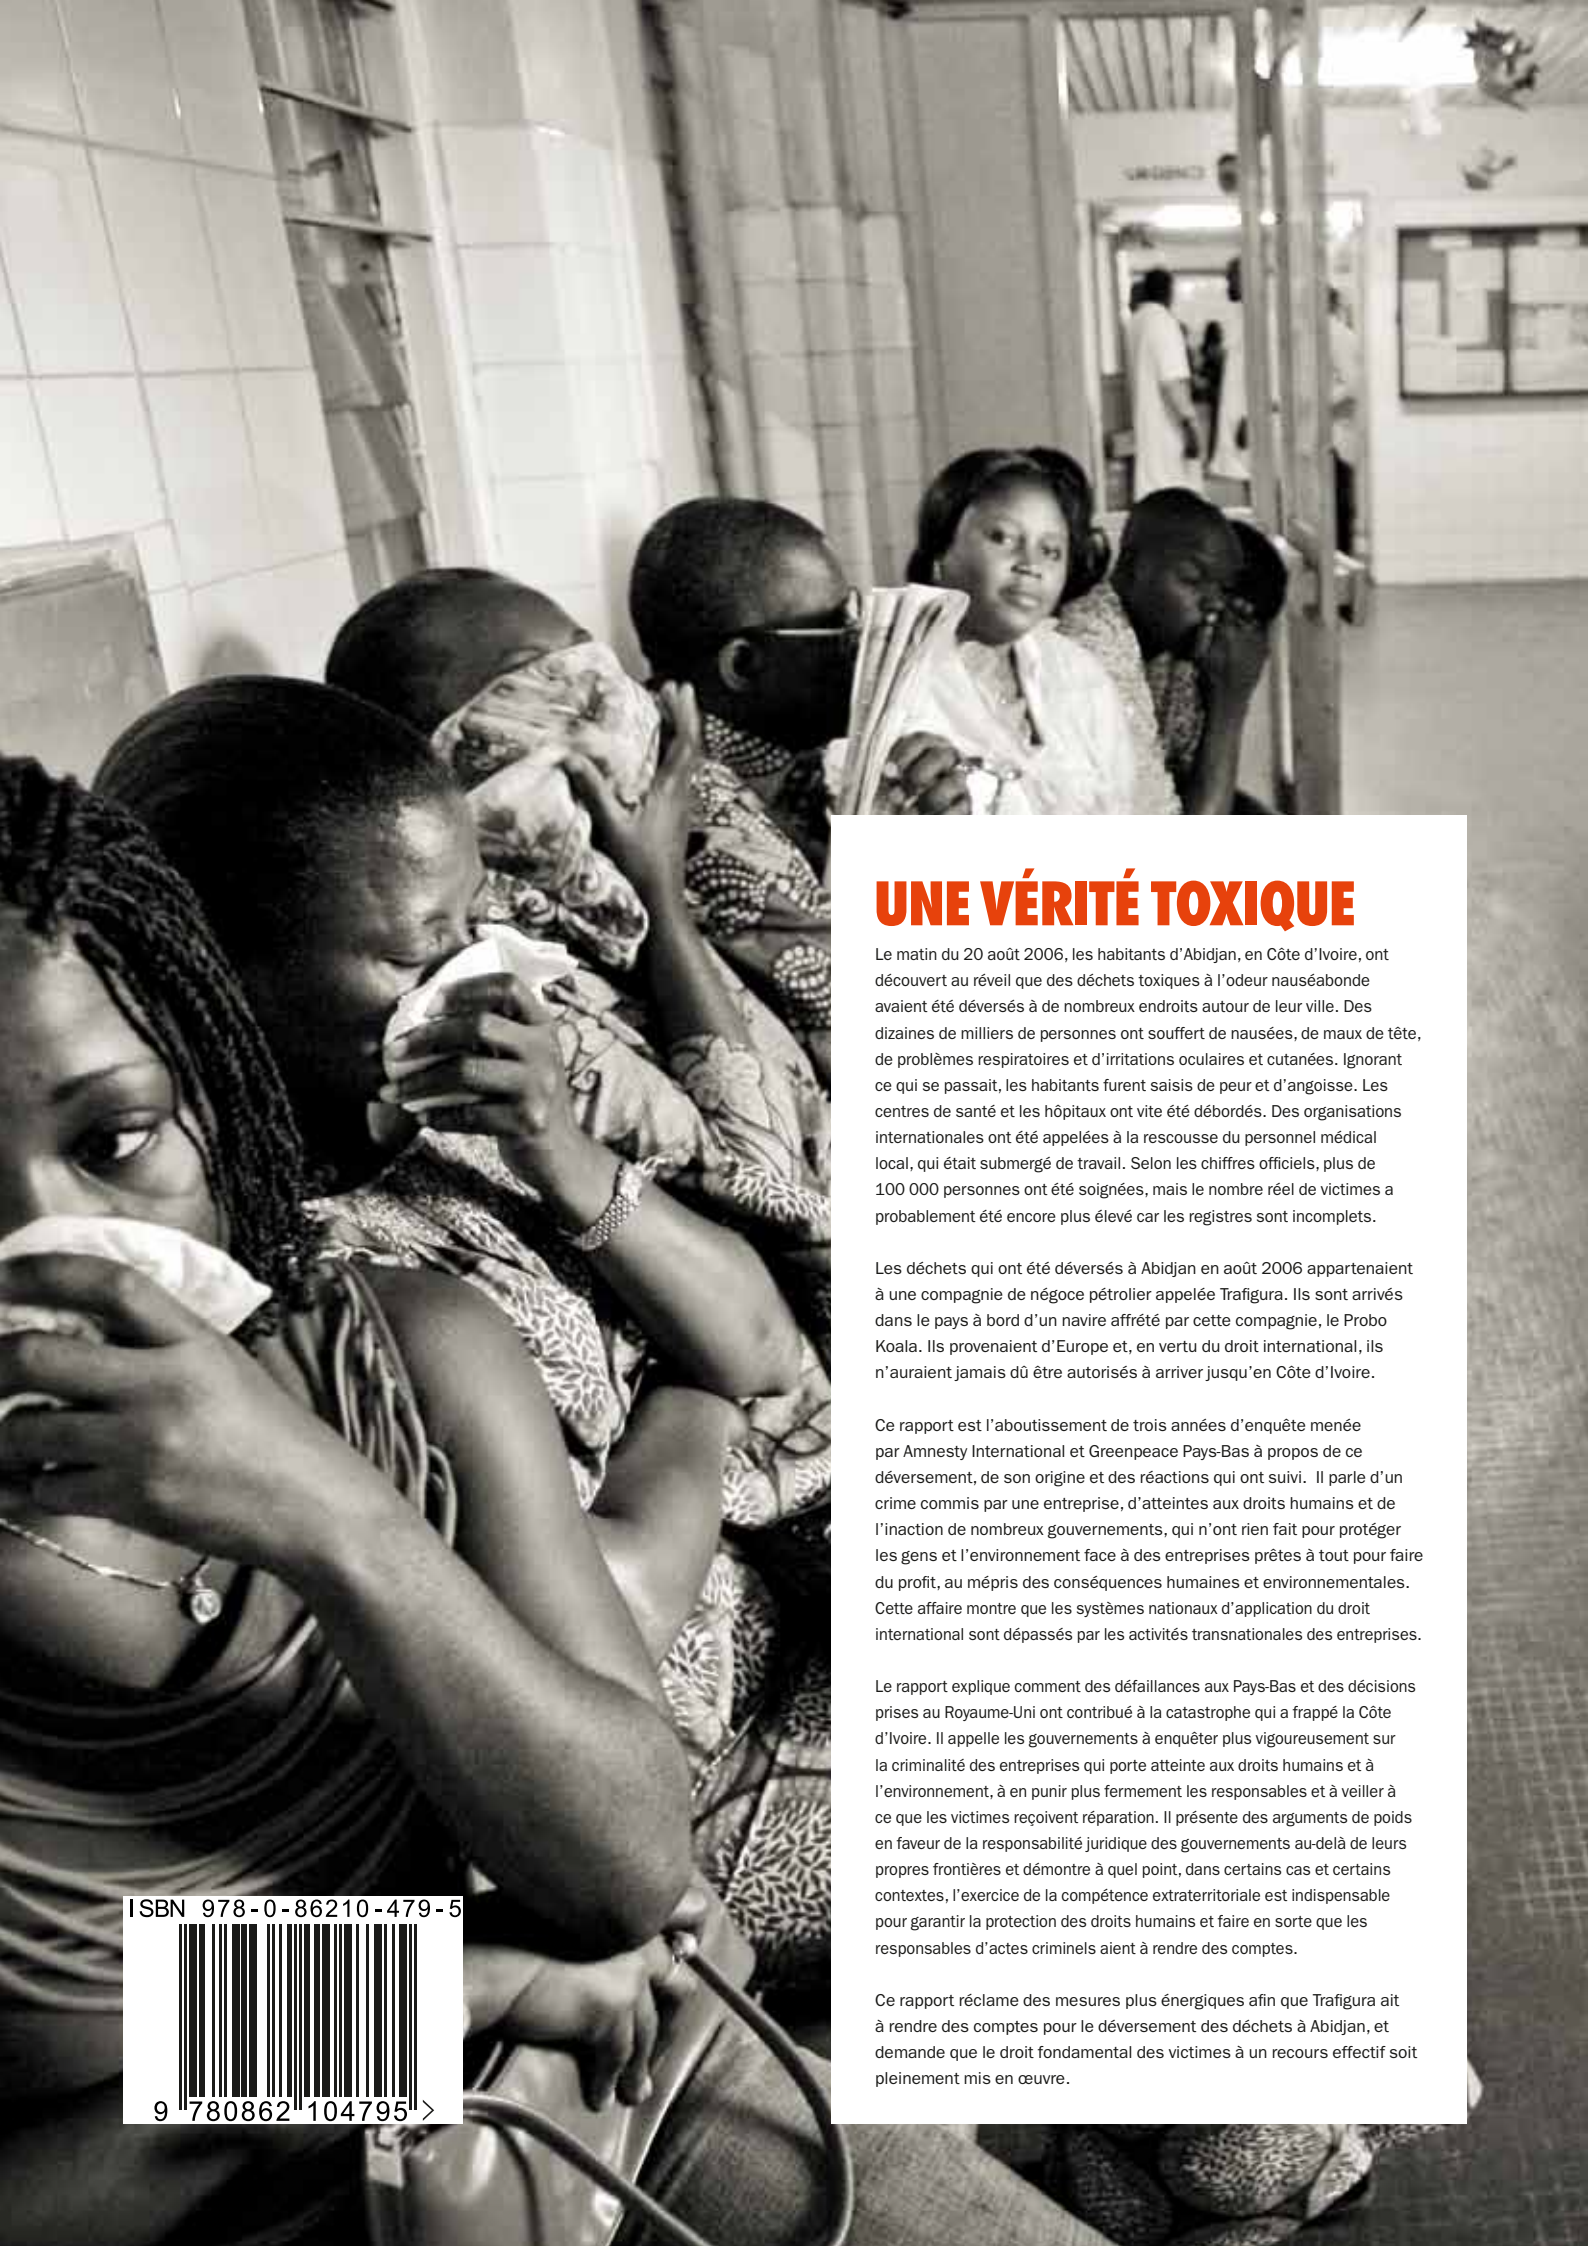 UNE VÉRITÉ TOXIQUE
Le matin du 20 août 2006, les habitants d'Abidjan, en Côte d'Ivoire, ont
découvert au réveil que des déchets toxiques à l'odeur nauséabonde
avaient été déversés à de nombreux endroits autour de leur ville. Des
dizaines de milliers de personnes ont souffert de nausées, de maux de tête,
de problèmes respiratoires et d'irritations oculaires et cutanées. Ignorant
ce qui se passait, les habitants furent saisis de peur et d'angoisse. Les
centres de santé et les hôpitaux ont vite été débordés. Des organisations
internationales ont été appelées à la rescousse du personnel médical
local, qui était submergé de travail. Selon les chiffres officiels, plus de
100 000 personnes ont été soignées, mais le nombre réel de victimes a
probablement été encore plus élevé car les registres sont incomplets.
Les déchets qui ont été déversés à Abidjan en août 2006 appartenaient
à une compagnie de négoce pétrolier appelée Trafigura. Ils sont arrivés
dans le pays à bord d'un navire affrété par cette compagnie, le Probo
Koala. Ils provenaient d'Europe et, en vertu du droit international, ils
n'auraient jamais dû être autorisés à arriver jusqu'en Côte d'Ivoire.
Ce rapport est l'aboutissement de trois années d'enquête menée
par Amnesty International et Greenpeace Pays-Bas à propos de ce
déversement, de son origine et des réactions qui ont suivi.  Il parle d'un
crime commis par une entreprise, d'atteintes aux droits humains et de
l'inaction de nombreux gouvernements, qui n'ont rien fait pour protéger
les gens et l'environnement face à des entreprises prêtes à tout pour faire
du profit, au mépris des conséquences humaines et environnementales.
Cette affaire montre que les systèmes nationaux d'application du droit
international sont dépassés par les activités transnationales des entreprises.
Le rapport explique comment des défaillances aux Pays-Bas et des décisions
prises au Royaume-Uni ont contribué à la catastrophe qui a frappé la Côte
d'Ivoire. Il appelle les gouvernements à enquêter plus vigoureusement sur
la criminalité des entreprises qui porte atteinte aux droits humains et à
l'environnement, à en punir plus fermement les responsables et à veiller à
ce que les victimes reçoivent réparation. Il présente des arguments de poids
en faveur de la responsabilité juridique des gouvernements au-delà de leurs
propres frontières et démontre à quel point, dans certains cas et certains
contextes, l'exercice de la compétence extraterritoriale est indispensable
pour garantir la protection des droits humains et faire en sorte que les
responsables d'actes criminels aient à rendre des comptes.
Ce rapport réclame des mesures plus énergiques afin que Trafigura ait
à rendre des comptes pour le déversement des déchets à Abidjan, et
demande que le droit fondamental des victimes à un recours effectif soit
pleinement mis en œuvre.
ISBN 978-0-86210-479-5
9 780862 104795 >